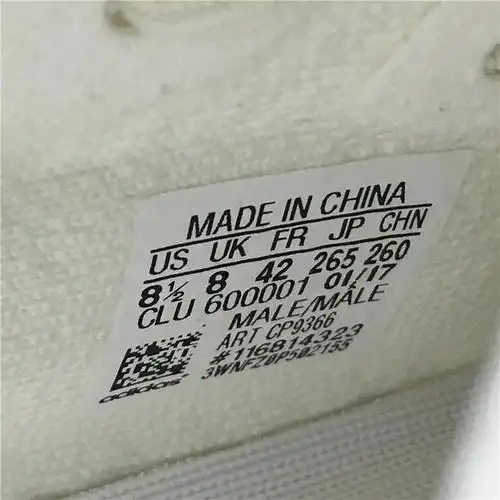 MADE IN CHINA
US UK FR JP CHN
8½ 8 42 265 260
CLU 600001 01/17
MALE/MÂLE
ART CP9366
#116814323
3WNFZ0P502155
adidas